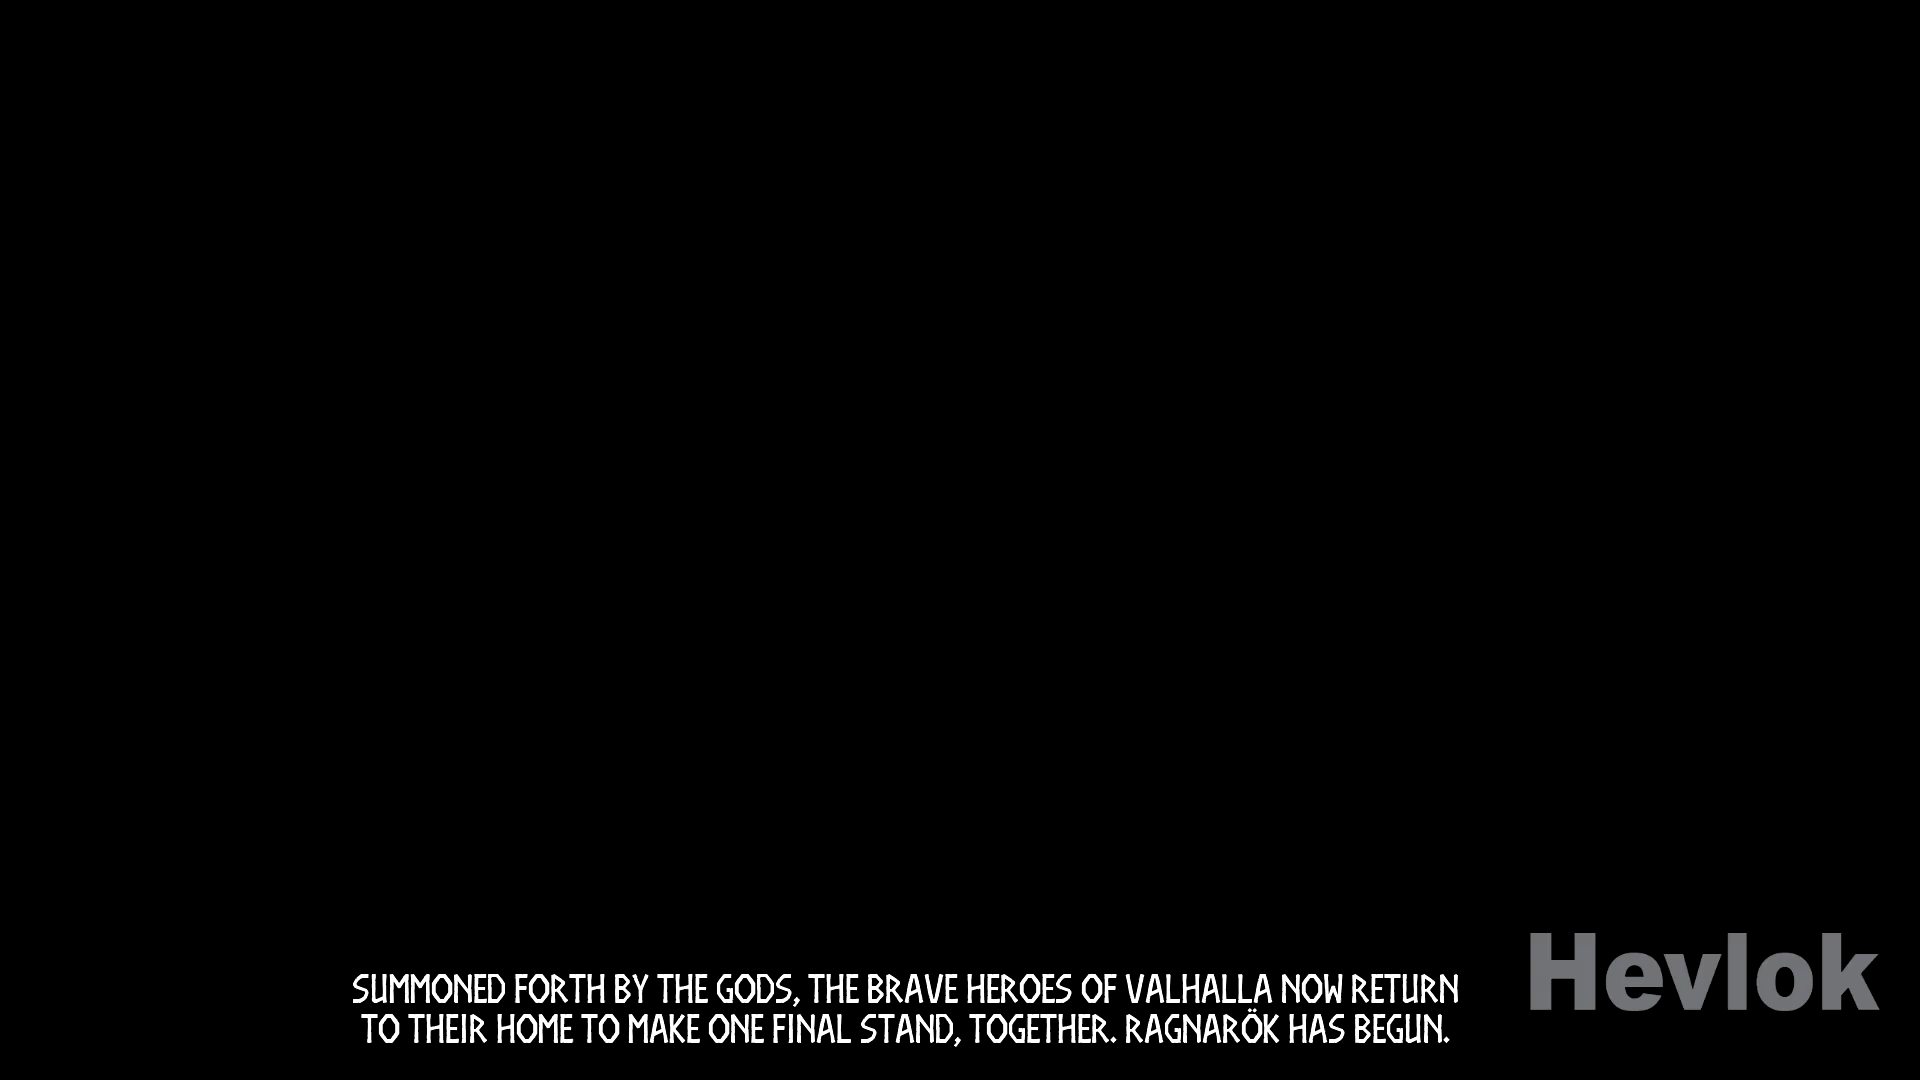 SUMMONED FORTH BY THE GODS, THE BRAVE HEROES OF VALHALLA NOW RETURN
TO THEIR HOME TO MAKE ONE FINAL STAND, TOGETHER. RAGNARÖK HAS BEGUN.
Hevlok